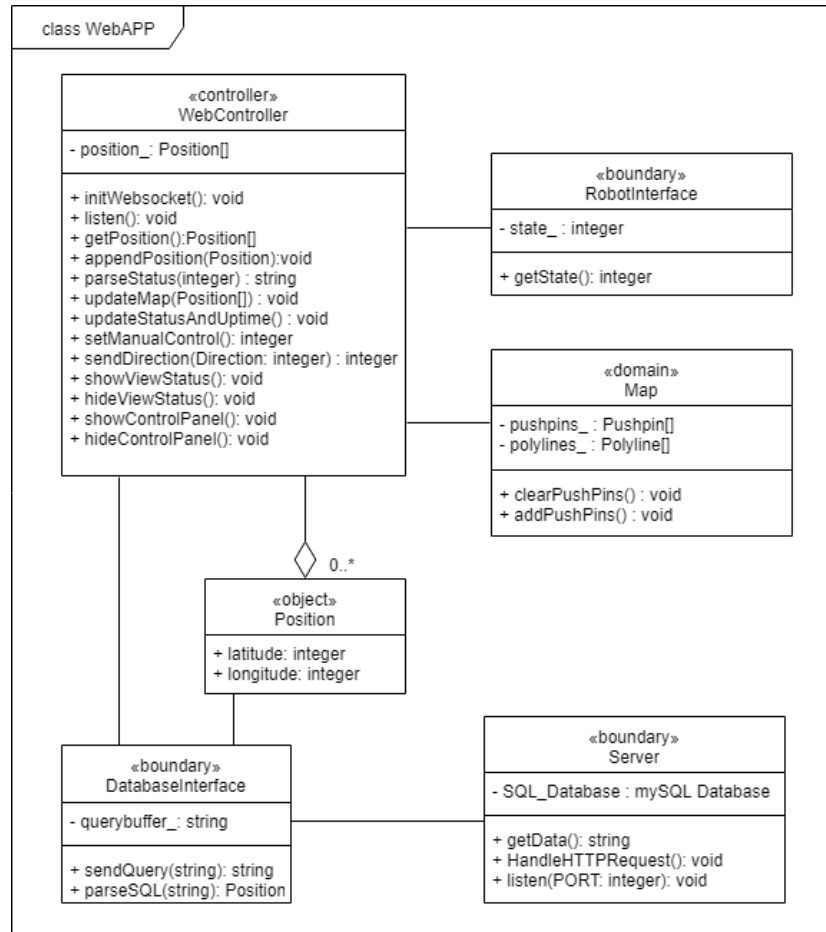 class WebAPP
«controller»
WebController
- position_: Position[]
+ initWebsocket(): void
+ listen(): void
+ getPosition():Position[]
+ appendPosition(Position):void
+ parseStatus(integer) : string
+ updateMap(Position[]) : void
+ updateStatusAndUptime() : void
+ setManualControl(): integer
+ sendDirection(Direction: integer) : integer
+ showViewStatus(): void
+ hideViewStatus(): void
+ showControlPanel(): void
+ hideControlPanel(): void
«boundary»
RobotInterface
- state_ : integer
+ getState(): integer
«domain»
Map
- pushpins_ : Pushpin[]
- polylines_ : Polyline[]
+ clearPushPins() : void
+ addPushPins() : void
0..*
«object»
Position
+ latitude: integer
+ longitude: integer
«boundary»
DatabaseInterface
- querybuffer_: string
+ sendQuery(string): string
+ parseSQL(string): Position
«boundary»
Server
- SQL_Database : mySQL Database
+ getData(): string
+ HandleHTTPRequest(): void
+ listen(PORT: integer): void